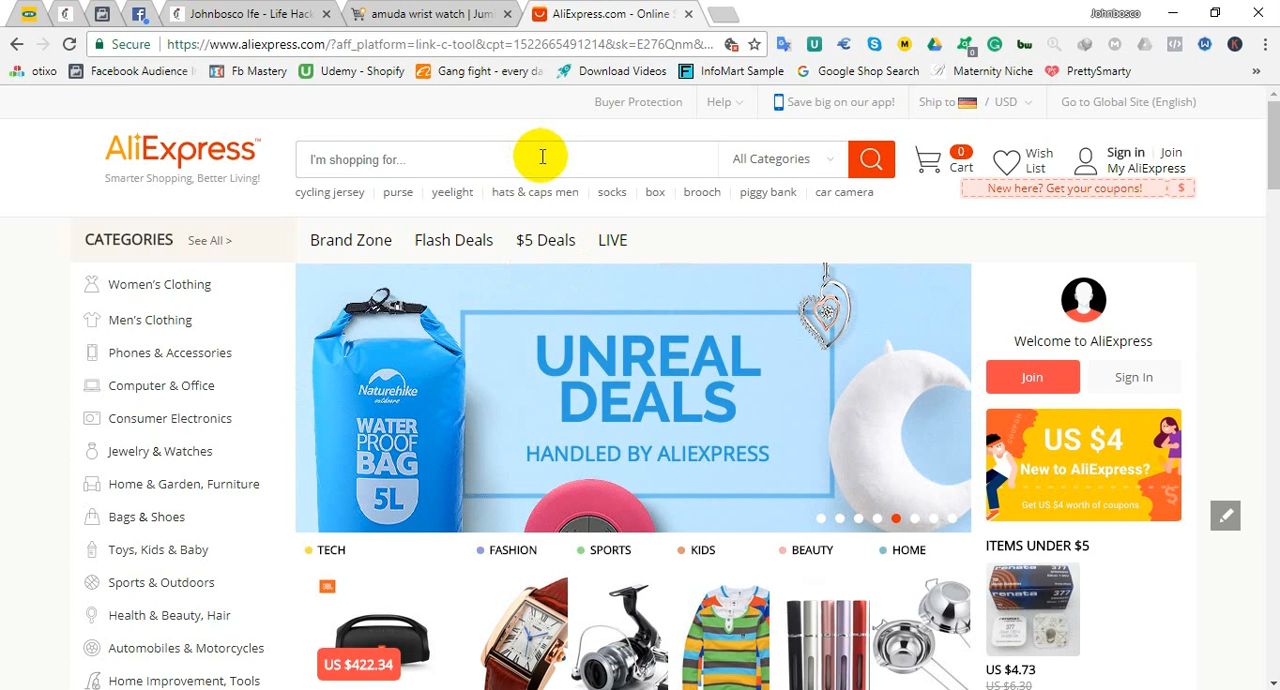 Johnbosco Ife - Life Hack
amuda wrist watch | Jum
AliExpress.com - Online S
Johnbosco
Secure
https://www.aliexpress.com/?aff_platform=link-c-tool&cpt=1522665491214&sk=E276Qnm&...
otixo
Facebook Audience I
Fb Mastery
Udemy Shopify
Gang fight - every da
Download Videos
InfoMart Sample
Google Shop Search
Maternity Niche
PrettySmarty
Buyer Protection
Help
Save big on our app!
Ship to / USD
Go to Global Site (English)
AliExpress™
Smarter Shopping, Better Living!
I'm shopping for...
All Categories
0
Cart
Wish
List
Sign in | Join
My AliExpress
New here? Get your coupons! $
cycling jersey
purse
yeelight
hats & caps men
socks
box
brooch
piggy bank
car camera
CATEGORIES See All >
Brand Zone
Flash Deals
$5 Deals
LIVE
Women's Clothing
Men's Clothing
Phones & Accessories
Computer & Office
Consumer Electronics
Jewelry & Watches
Home & Garden, Furniture
Bags & Shoes
Toys, Kids & Baby
Sports & Outdoors
Health & Beauty, Hair
Automobiles & Motorcycles
Home Improvement, Tools
Naturehike
outdoors
WATER
PROOF
BAG
5L
UNREAL
DEALS
HANDLED BY ALIEXPRESS
Welcome to AliExpress
Join
Sign In
COUPON
US $4
New to AliExpress?
Get US $4 worth of coupons
TECH
FASHION
SPORTS
KIDS
BEAUTY
HOME
JBL
US $422.34
ITEMS UNDER $5
renata 377
377
US $4.73
US $6.30